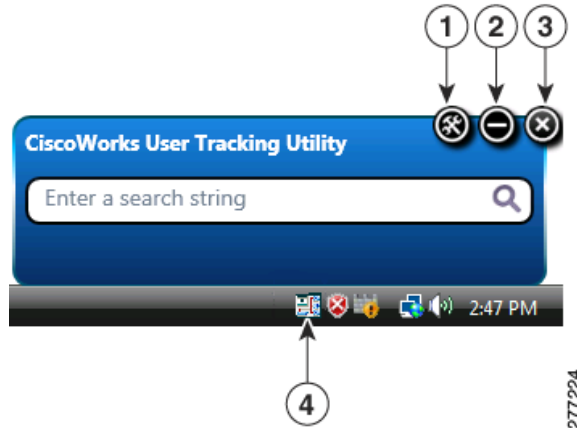 1 2 3
CiscoWorks User Tracking Utility
Enter a search string
2:47 PM
4
277224